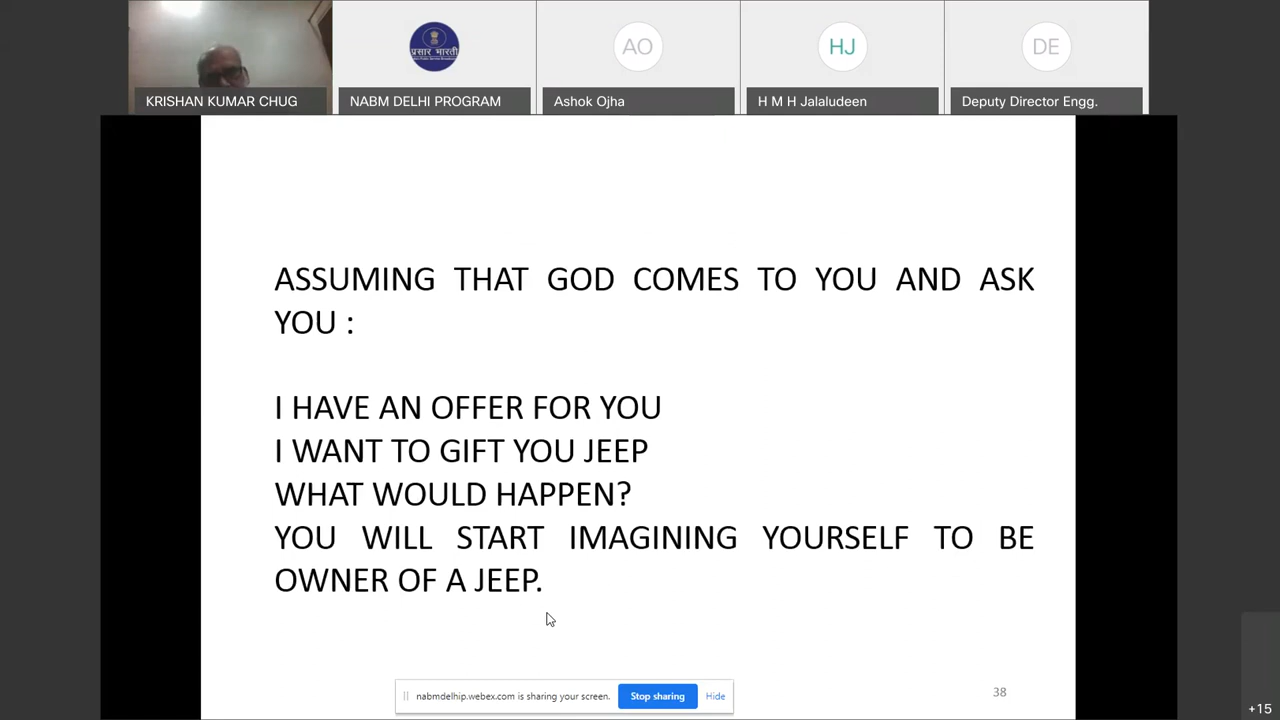 प्रसार भारती
AO
HJ
DE
KRISHAN KUMAR CHUG
NABM DELHI PROGRAM
Ashok Ojha
H M H Jalaludeen
Deputy Director Engg.
ASSUMING THAT GOD COMES TO YOU AND ASK
YOU :
I HAVE AN OFFER FOR YOU
I WANT TO GIFT YOU JEEP
WHAT WOULD HAPPEN?
YOU WILL START IMAGINING YOURSELF TO BE
OWNER OF A JEEP.
nabmdelhip.webex.com is sharing your screen.
Stop sharing
Hide
38
+15